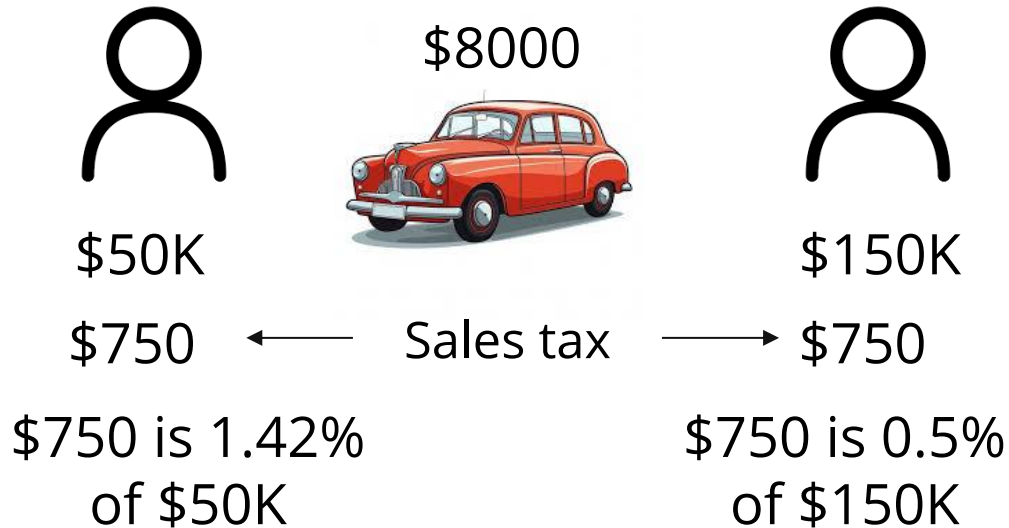 $8000
$50K
$150K
$750
Sales tax
$750
$750 is 1.42%
of $50K
$750 is 0.5%
of $150K